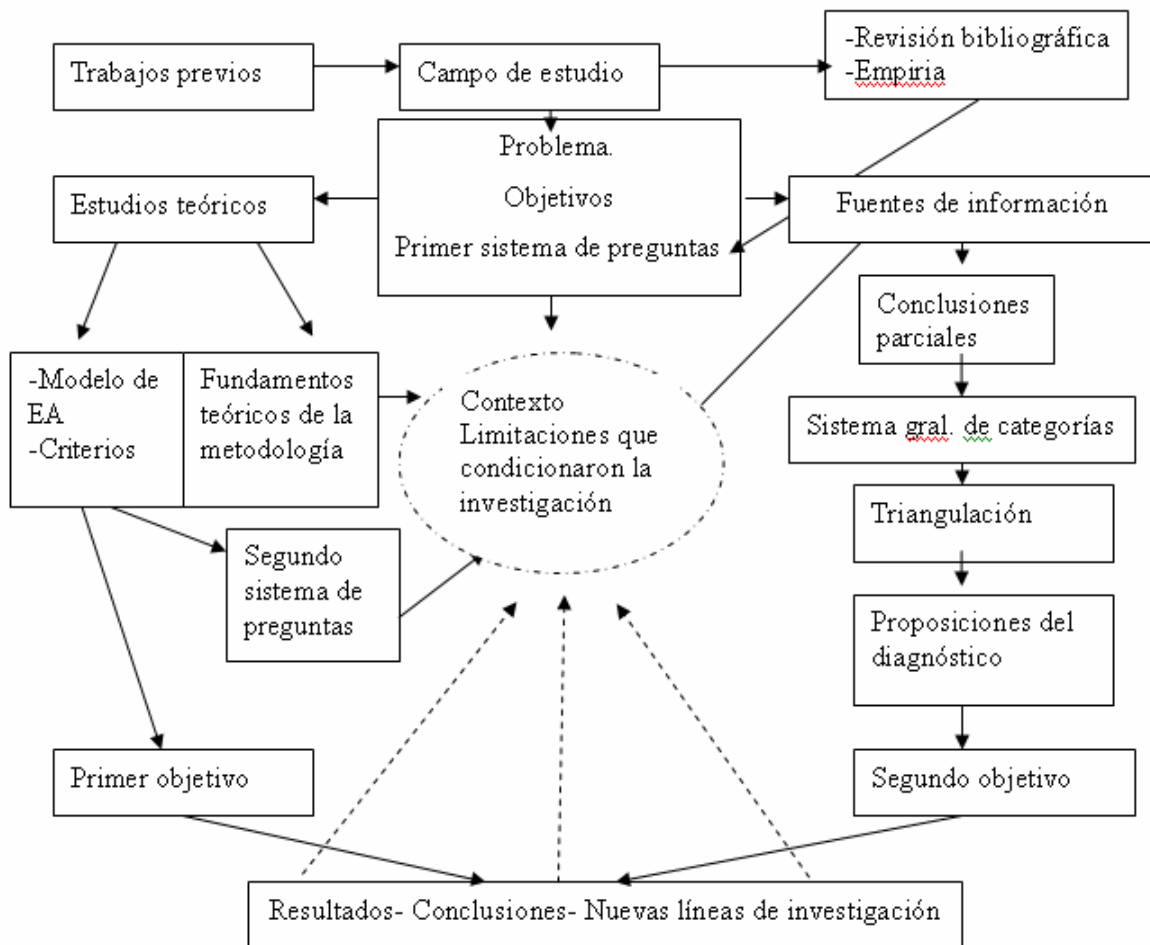 Trabajos previos
Campo de estudio
-Revisión bibliográfica
-Empiria
Problema.
Objetivos
Primer sistema de preguntas
Estudios teóricos
Fuentes de información
Conclusiones
parciales
-Modelo de
EA
-Criterios
Fundamentos
teóricos de la
metodología
Contexto
Limitaciones que
condicionaron la
investigación
Sistema gral. de categorías
Triangulación
Segundo
sistema de
preguntas
Proposiciones del
diagnóstico
Primer objetivo
Segundo objetivo
Resultados- Conclusiones- Nuevas líneas de investigación